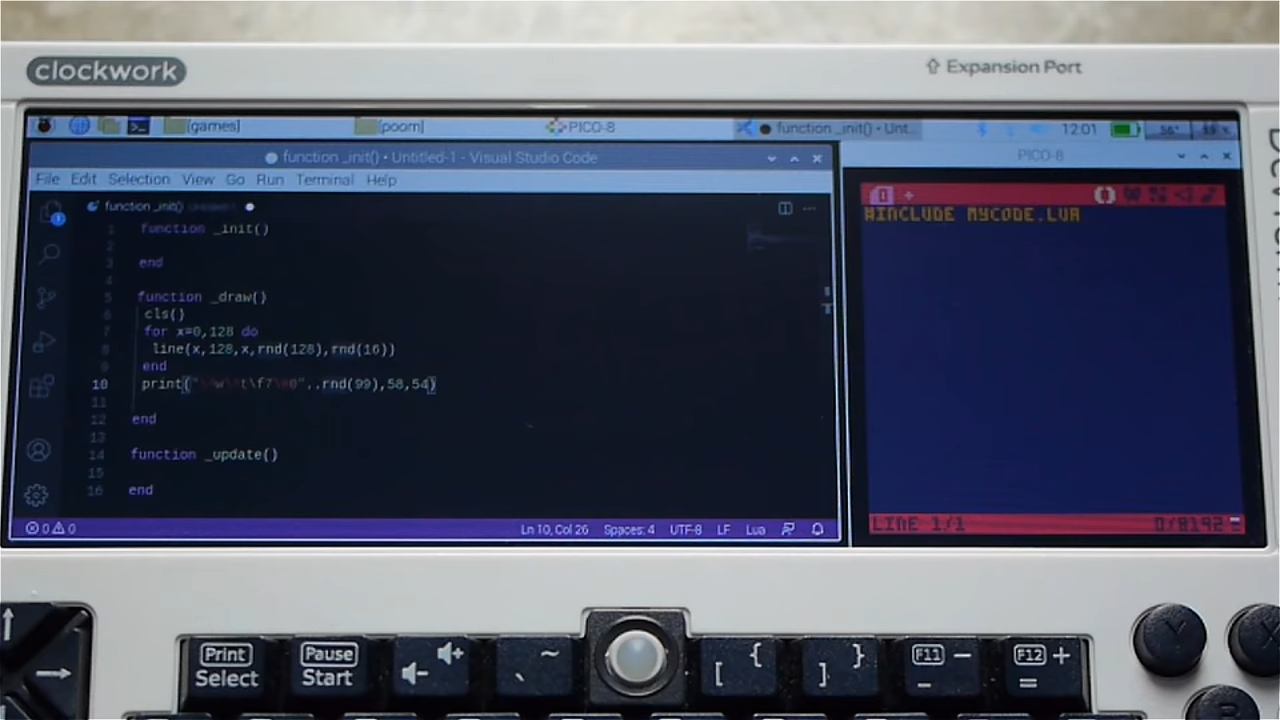 clockwork
⇧ Expansion Port
[games] [poom] PICO-8 function _init() • Unt... 12:01 56°
function _init() • Untitled-1 - Visual Studio Code
PICO-8
File Edit Selection View Go Run Terminal Help
function _init()
1 function _init()
2
3 end
4
5 function _draw()
6 cls()
7 for x=0,128 do
8 line(x,128,x,rnd(128),rnd(16))
9 end
10 print("..rnd(99),58,54)
11
12 end
13
14 function _update()
15
16 end
0 0 Ln 10, Col 26 Spaces: 4 UTF-8 LF Lua
0 +
#INCLUDE MYCODE.LUA
LINE 1/1 0/8192
Print Select
Pause Start
~ `
{ [
} ]
F11 − _
F12 + =
Y
X